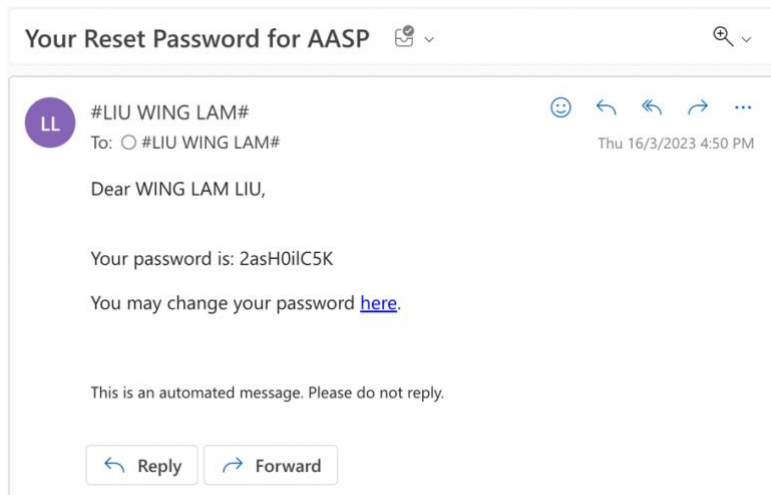 Your Reset Password for AASP
LL
#LIU WING LAM#
To: #LIU WING LAM#
Thu 16/3/2023 4:50 PM
Dear WING LAM LIU,
Your password is: 2asH0ilC5K
You may change your password here.
This is an automated message. Please do not reply.
Reply
Forward